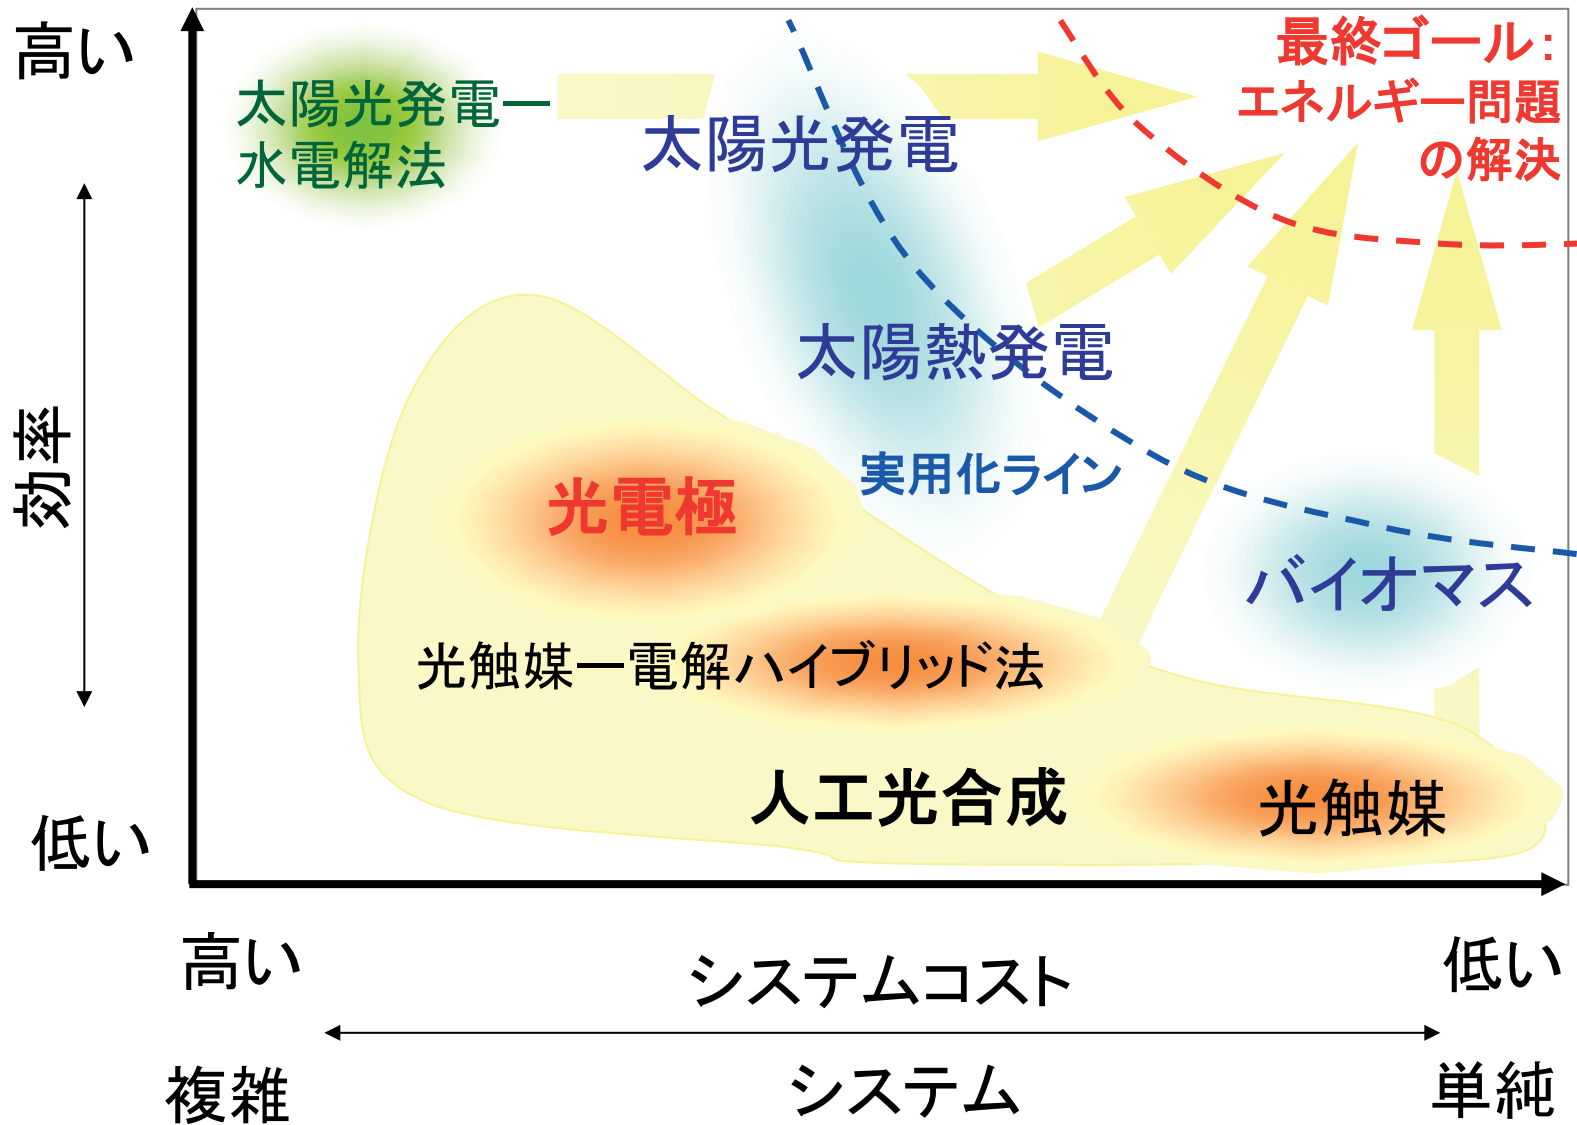 高い
最終ゴール：
エネルギー問題
の解決
太陽光発電ー
水電解法
太陽光発電
太陽熱発電
効率
実用化ライン
光電極
バイオマス
光触媒ー電解ハイブリッド法
人工光合成
光触媒
低い
高い
システムコスト
低い
複雑
システム
単純